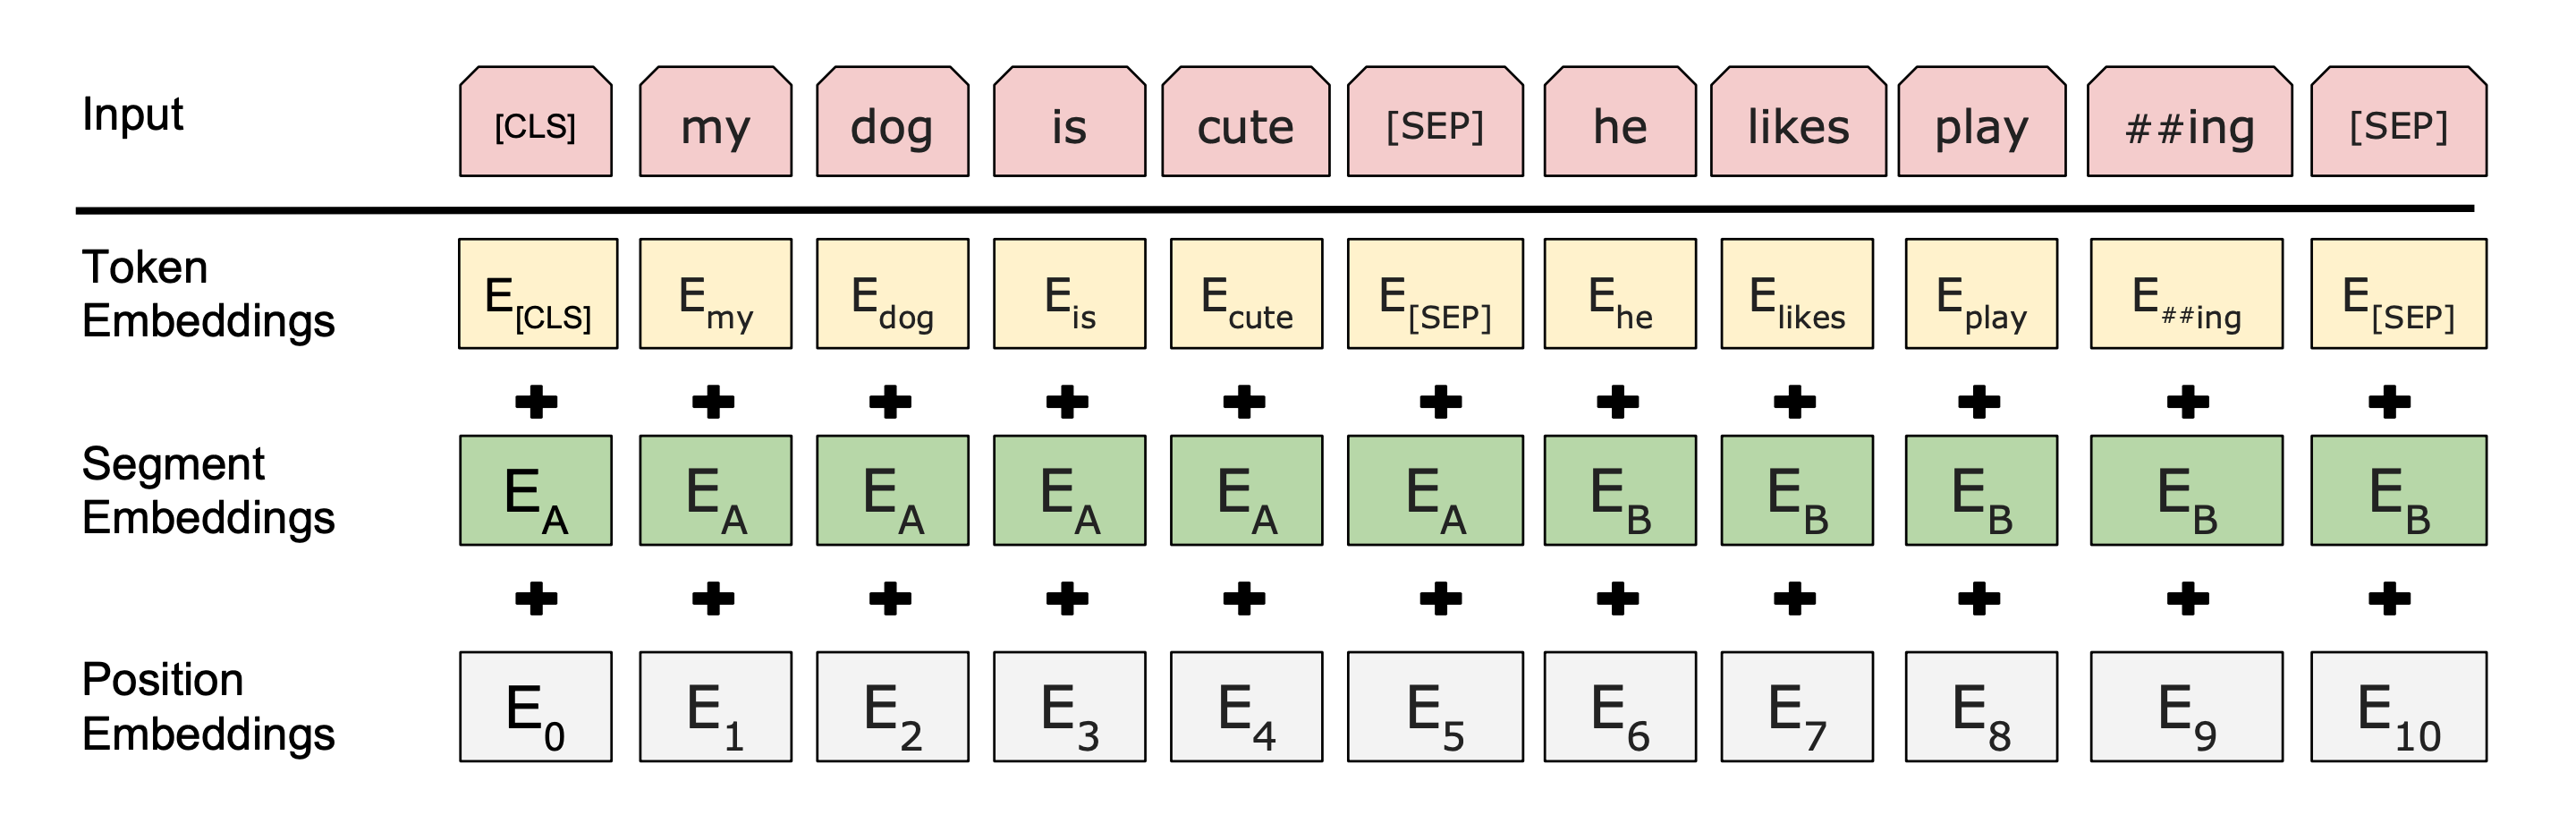 Input [CLS] my dog is cute [SEP] he likes play ##ing [SEP]
Token Embeddings E[CLS] Emy Edog Eis Ecute E[SEP] Ehe Elikes Eplay E##ing E[SEP]
+ + + + + + + + + + +
Segment Embeddings EA EA EA EA EA EA EB EB EB EB EB
+ + + + + + + + + + +
Position Embeddings E0 E1 E2 E3 E4 E5 E6 E7 E8 E9 E10